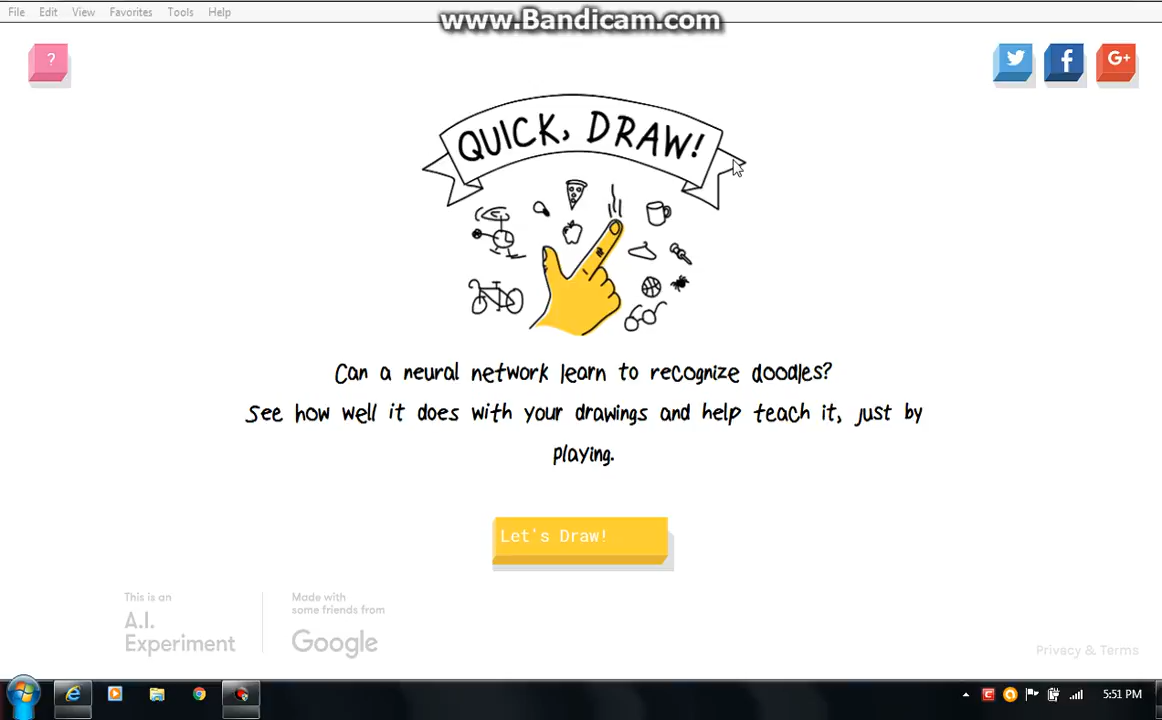 File Edit View Favorites Tools Help
www.Bandicam.com
?
f
G+
QUICK, DRAW!
Can a neural network learn to recognize doodles?
See how well it does with your drawings and help teach it, just by
playing.
Let's Draw!
This is an
A.I.
Experiment
Made with
some friends from
Google
Privacy & Terms
5:51 PM